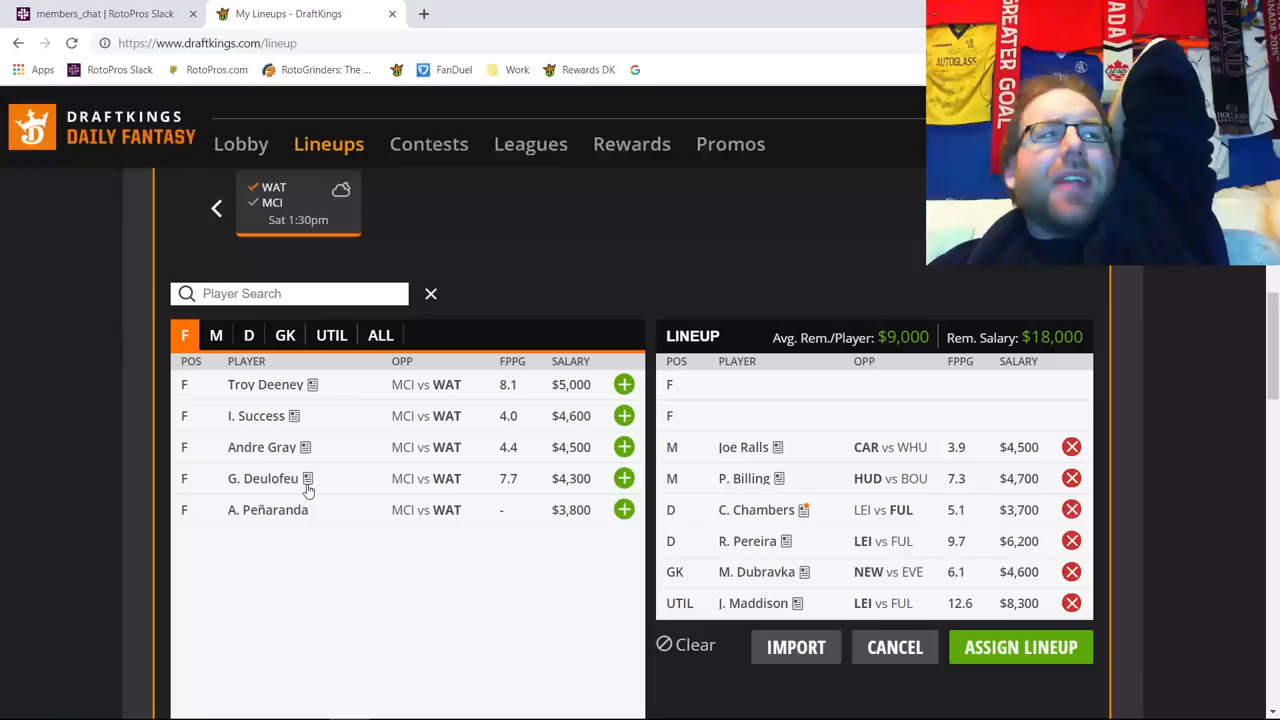 members_chat | RotoPros Slack
My Lineups - DraftKings
https://www.draftkings.com/lineup
Apps RotoPros Slack RotoPros.com RotoGrinders: The ... FanDuel Work Rewards DK
DRAFTKINGS
DAILY FANTASY
Lobby Lineups Contests Leagues Rewards Promos
WAT
MCI
Sat 1:30pm
Player Search
F M D GK UTIL ALL
POS PLAYER OPP FPPG SALARY
F Troy Deeney MCI vs WAT 8.1 $5,000
F I. Success MCI vs WAT 4.0 $4,600
F Andre Gray MCI vs WAT 4.4 $4,500
F G. Deulofeu MCI vs WAT 7.7 $4,300
F A. Peñaranda MCI vs WAT - $3,800
LINEUP Avg. Rem./Player: $9,000 Rem. Salary: $18,000
POS PLAYER OPP FPPG SALARY
F
F
M Joe Ralls CAR vs WHU 3.9 $4,500
M P. Billing HUD vs BOU 7.3 $4,700
D C. Chambers LEI vs FUL 5.1 $3,700
D R. Pereira LEI vs FUL 9.7 $6,200
GK M. Dubravka NEW vs EVE 6.1 $4,600
UTIL J. Maddison LEI vs FUL 12.6 $8,300
Clear IMPORT CANCEL ASSIGN LINEUP
AUTOGLASS
GREATER GOAL
CANADA 2015